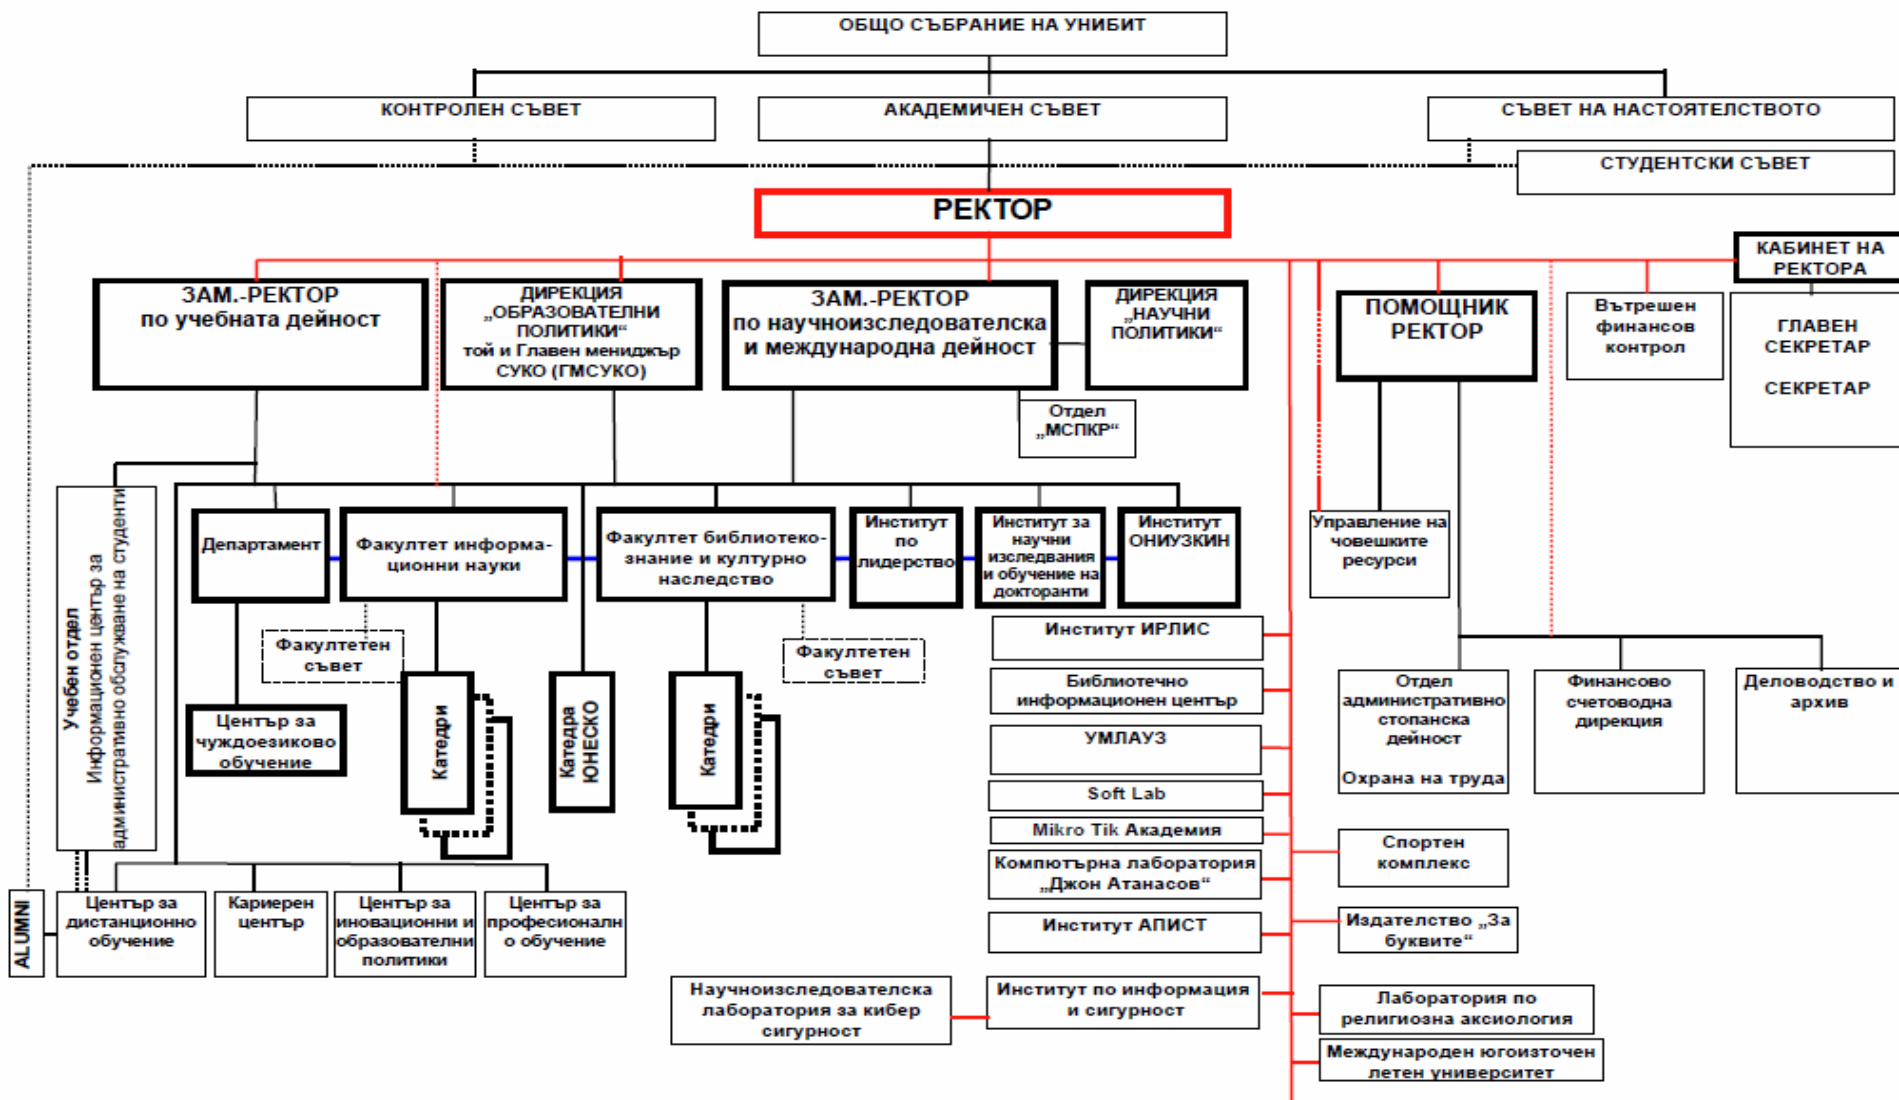 ОБЩО СЪБРАНИЕ НА УНИБИТ
КОНТРОЛЕН СЪВЕТ
АКАДЕМИЧЕН СЪВЕТ
СЪВЕТ НА НАСТОЯТЕЛСТВОТО
СТУДЕНТСКИ СЪВЕТ
РЕКТОР
КАБИНЕТ НА
РЕКТОРА
ЗАМ.-РЕКТОР
по учебната дейност
ДИРЕКЦИЯ
„ОБРАЗОВАТЕЛНИ
ПОЛИТИКИ“
той и Главен мениджър
СУКО (ГМСУКО)
ЗАМ.-РЕКТОР
по научноизследователска
и международна дейност
ДИРЕКЦИЯ
„НАУЧНИ
ПОЛИТИКИ“
ПОМОЩНИК
РЕКТОР
Вътрешен
финансов
контрол
ГЛАВЕН
СЕКРЕТАР
СЕКРЕТАР
Отдел
„МСПКР“
Учебен отдел
Информационен център за
административно обслужване на студенти
Департамент
Факултет информа-
ционни науки
Факултет библиотеко-
знание и културно
наследство
Институт
по
лидерство
Институт за
научни
изследвания
и обучение на
докторанти
Институт
ОНИУЗКИН
Управление на
човешките
ресурси
Факултетен
съвет
Факултетен
съвет
Център за
чуждоезиково
обучение
Катедри
Катедра
ЮНЕСКО
Катедри
Институт ИРЛИС
Библиотечно
информационен център
УМЛАУЗ
Soft Lab
Mikro Tik Академия
Компютърна лаборатория
„Джон Атанасов“
Институт АПИСТ
Институт по информация
и сигурност
Научноизследователска
лаборатория за кибер
сигурност
Отдел
административно
стопанска
дейност
Охрана на труда
Финансово
счетоводна
дирекция
Деловодство и
архив
Спортен
комплекс
Издателство „За
буквите“
Лаборатория по
религиозна аксиология
Международен югоизточен
летен университет
ALUMNI
Център за
дистанционно
обучение
Кариерен
център
Център за
иновационни и
образователни
политики
Център за
професионалн
о обучение